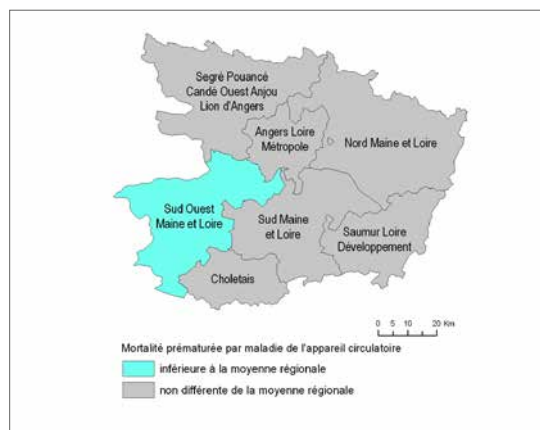 Segré Pouancé
Candé Ouest Anjou
Lion d'Angers
Angers Loire
Métropole
Nord Maine et Loire
Sud Ouest
Maine et Loire
Sud Maine
et Loire
Saumur Loire
Développement
Choletais
0 5 10 20 Km
Mortalité prématurée par maladie de l'appareil circulatoire
inférieure à la moyenne régionale
non différente de la moyenne régionale